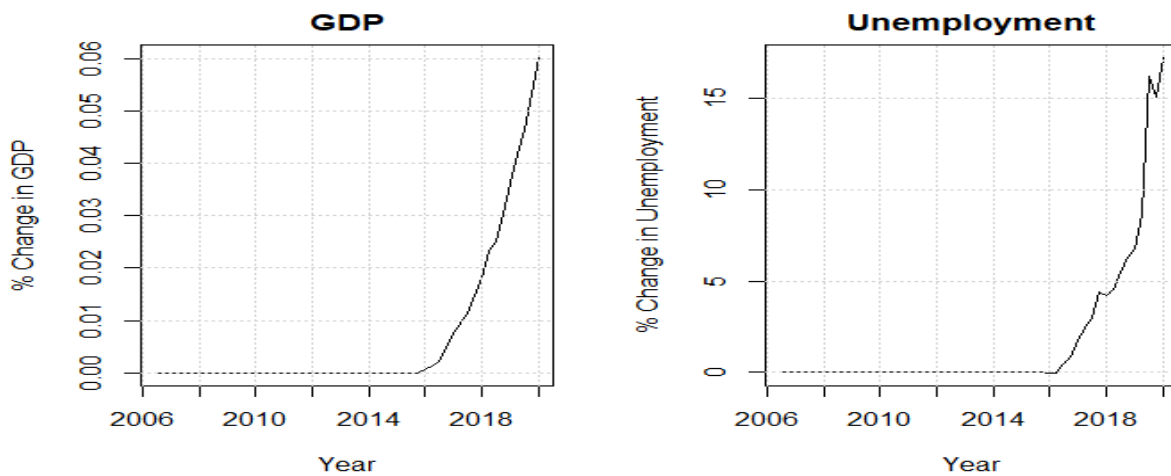 GDP
% Change in GDP
0.06
0.05
0.04
0.03
0.02
0.01
0.00
2006 2010 2014 2018
Year
Unemployment
% Change in Unemployment
15
10
5
0
2006 2010 2014 2018
Year